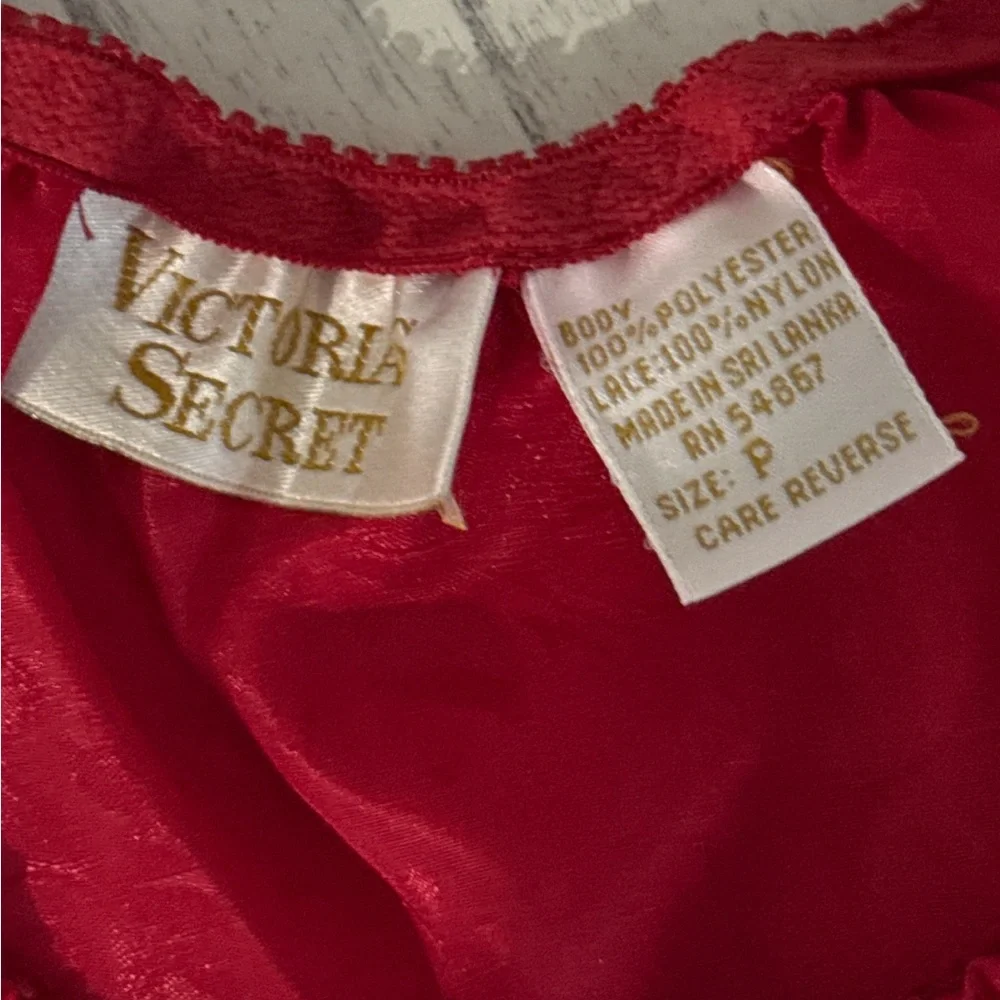 VICTORIA'S
SECRET
BODY
100% POLYESTER
LACE:100% NYLON
MADE IN SRI LANKA
RN 54867
SIZE: P
CARE REVERSE